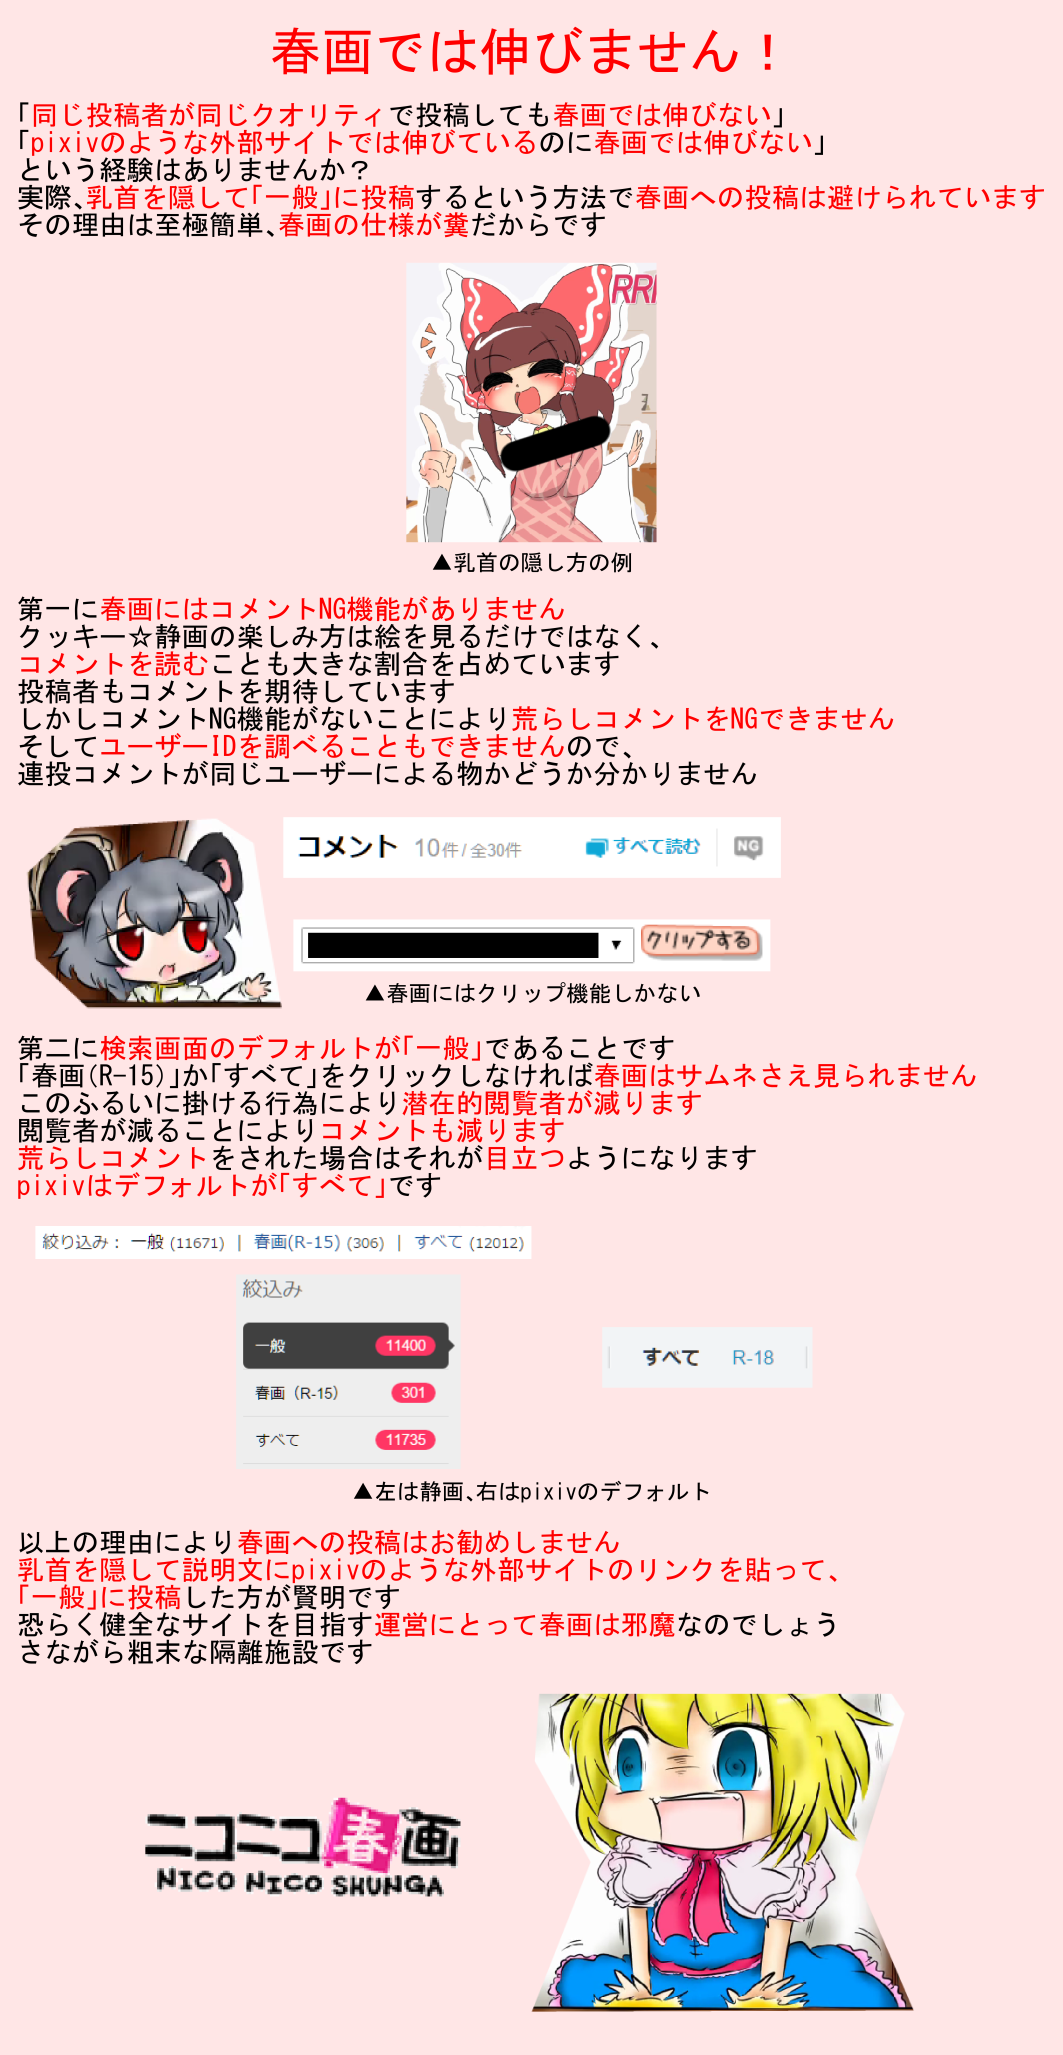 春画では伸びません！
「同じ投稿者が同じクオリティで投稿しても春画では伸びない」
「pixivのような外部サイトでは伸びているのに春画では伸びない」
という経験はありませんか？
実際、乳首を隠して「一般」に投稿するという方法で春画への投稿は避けられています
その理由は至極簡単、春画の仕様が糞だからです
▲乳首の隠し方の例
第一に春画にはコメントNG機能がありません
クッキー☆静画の楽しみ方は絵を見るだけではなく、
コメントを読むことも大きな割合を占めています
投稿者もコメントを期待しています
しかしコメントNG機能がないことにより荒らしコメントをNGできません
そしてユーザーIDを調べることもできませんので、
連投コメントが同じユーザーによる物かどうか分かりません
コメント 10件 / 全30件 すべて読む NG
▼ クリップする
▲春画にはクリップ機能しかない
第二に検索画面のデフォルトが「一般」であることです
「春画(R-15)」か「すべて」をクリックしなければ春画はサムネさえ見られません
このふるいに掛ける行為により潜在的閲覧者が減ります
閲覧者が減ることによりコメントも減ります
荒らしコメントをされた場合はそれが目立つようになります
pixivはデフォルトが「すべて」です
絞り込み： 一般 (11671) | 春画(R-15) (306) | すべて (12012)
絞込み
一般 11400
春画（R-15） 301
すべて 11735
すべて R-18
▲左は静画、右はpixivのデフォルト
以上の理由により春画への投稿はお勧めしません
乳首を隠して説明文にpixivのような外部サイトのリンクを貼って、
「一般」に投稿した方が賢明です
恐らく健全なサイトを目指す運営にとって春画は邪魔なのでしょう
さながら粗末な隔離施設です
ニコニコ春画
NICO NICO SHUNGA